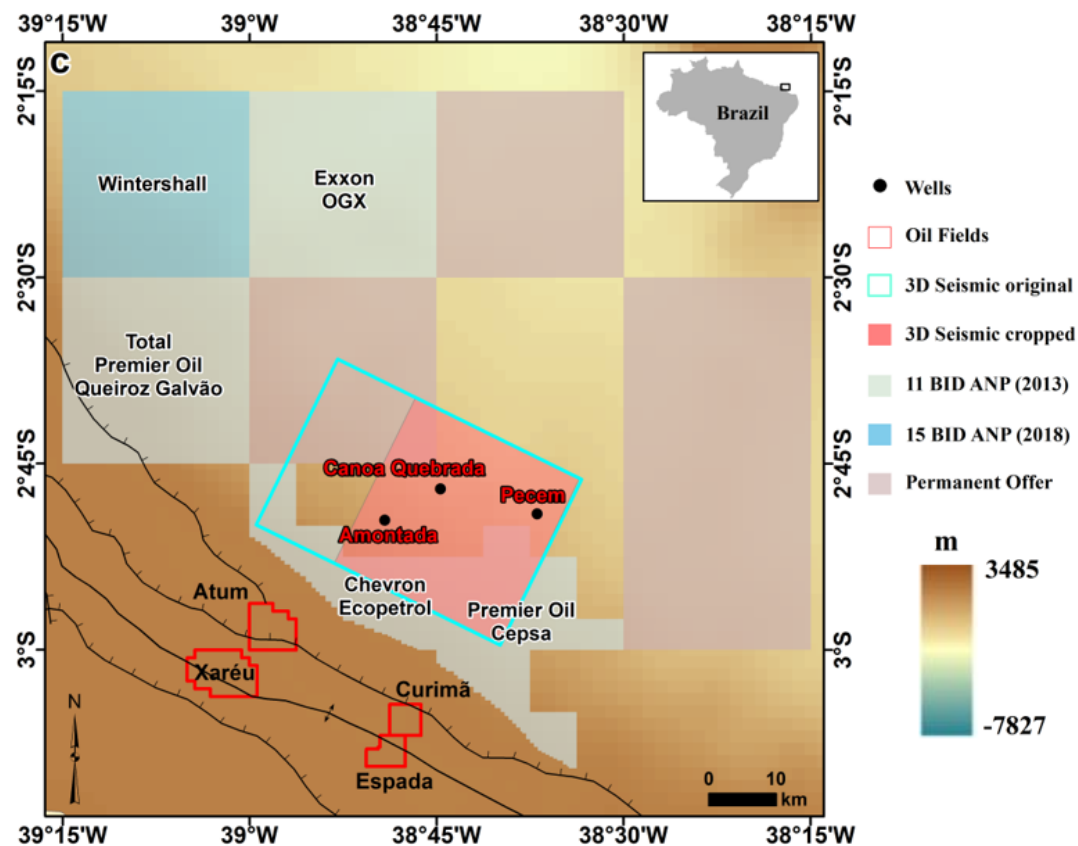 39°15'W 39°W 38°45'W 38°30'W 38°15'W
C
2°15'S
2°15'S
Brazil
Wintershall
Exxon
OGX
Wells
Oil Fields
2°30'S
2°30'S
3D Seismic original
3D Seismic cropped
Total
Premier Oil
Queiroz Galvão
11 BID ANP (2013)
15 BID ANP (2018)
Permanent Offer
2°45'S
2°45'S
Canoa Quebrada
Pecem
Amontada
m
3485
-7827
Chevron
Ecopetrol
Premier Oil
Cepsa
Atum
3°S
3°S
Xaréu
Curimã
Espada
N
0 10
km
39°15'W 39°W 38°45'W 38°30'W 38°15'W